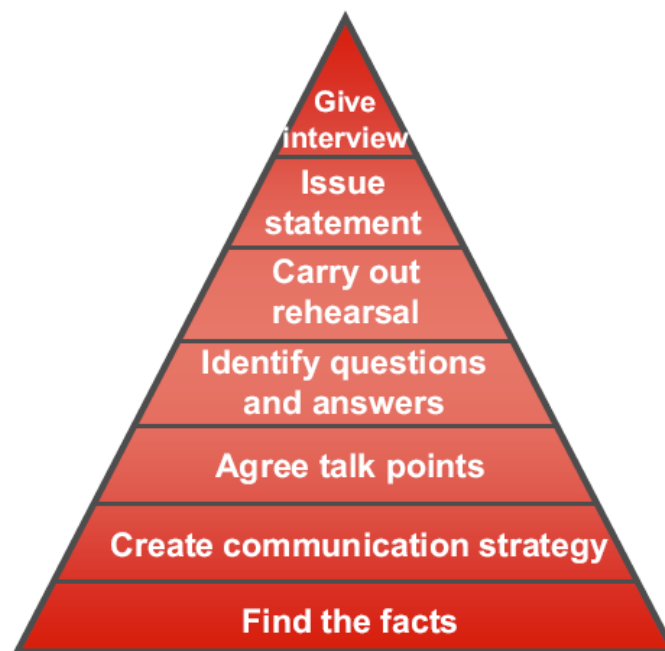 Give
interview
Issue
statement
Carry out
rehearsal
Identify questions
and answers
Agree talk points
Create communication strategy
Find the facts